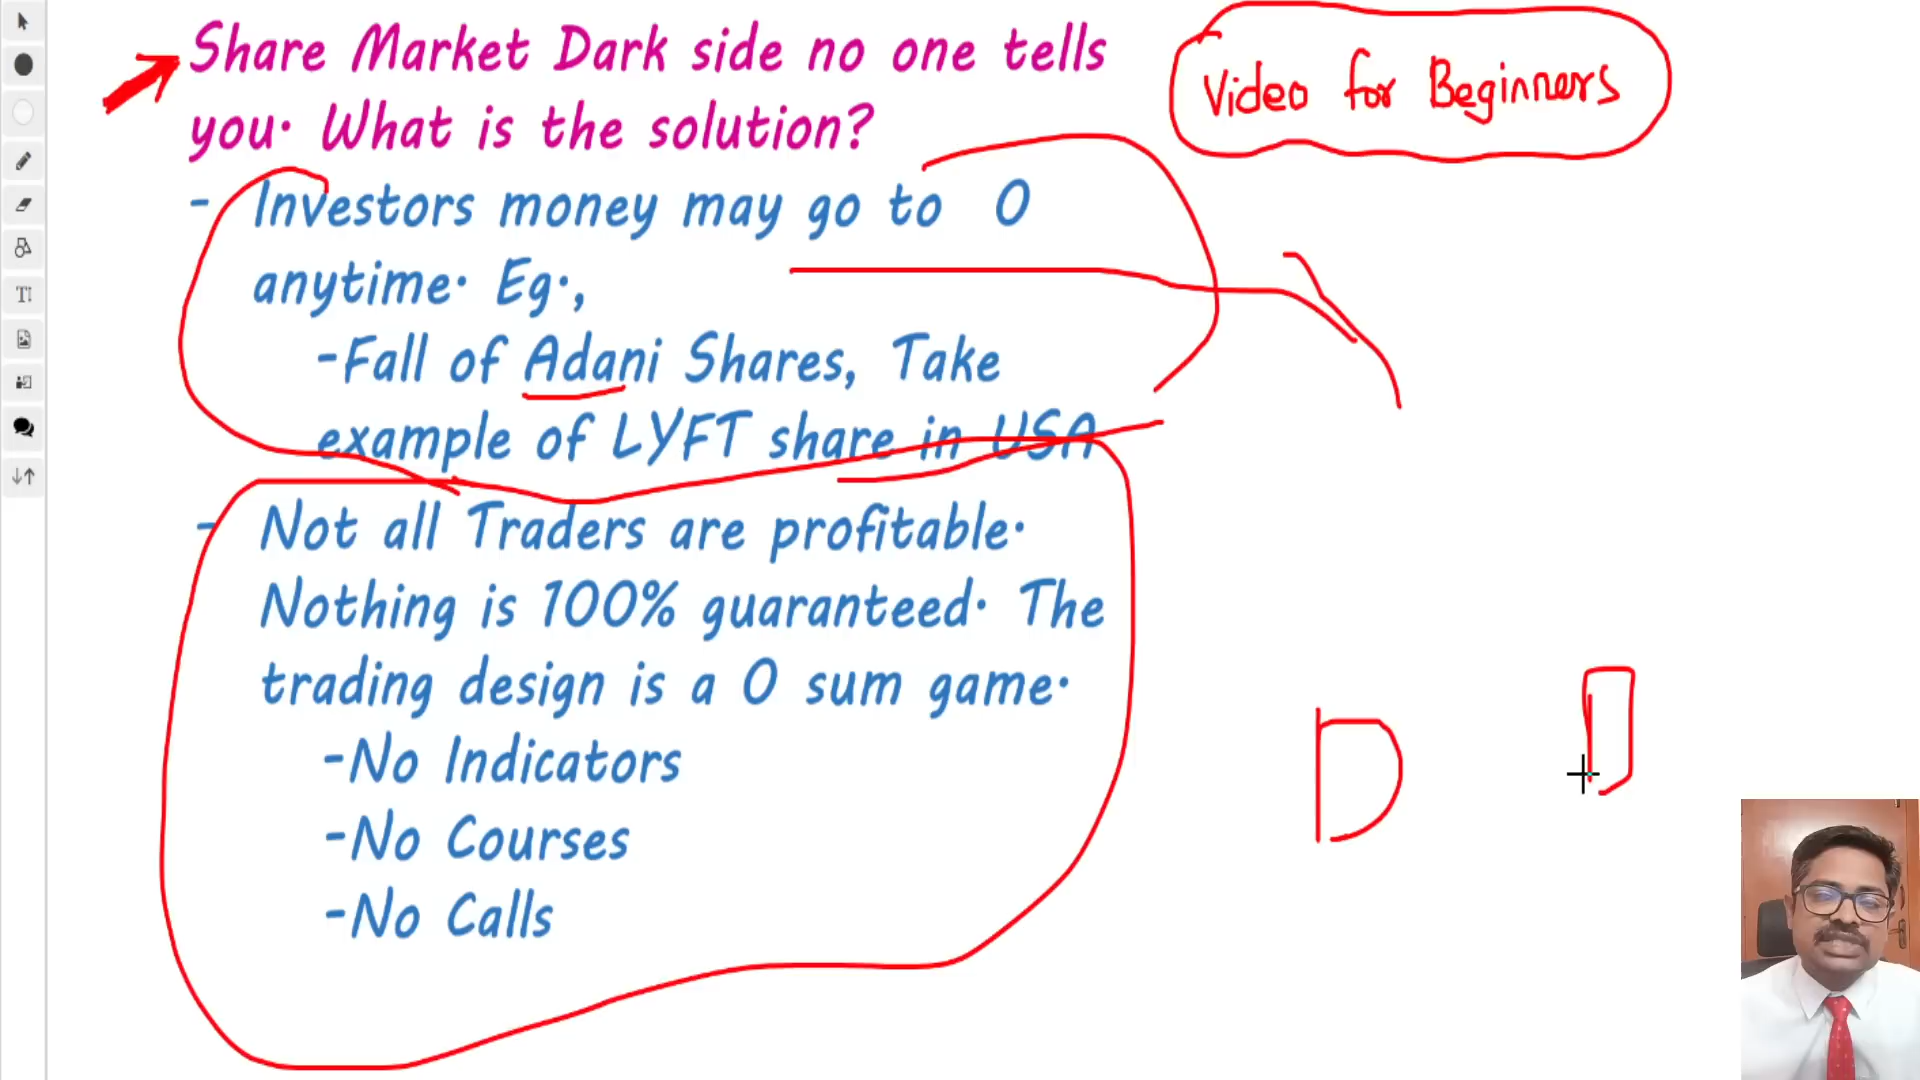 Share Market Dark side no one tells
you. What is the solution?
Video for Beginners
- Investors money may go to 0
anytime. Eg.,
-Fall of Adani Shares, Take
example of LYFT share in USA
- Not all Traders are profitable.
Nothing is 100% guaranteed. The
trading design is a 0 sum game.
-No Indicators
-No Courses
-No Calls
D